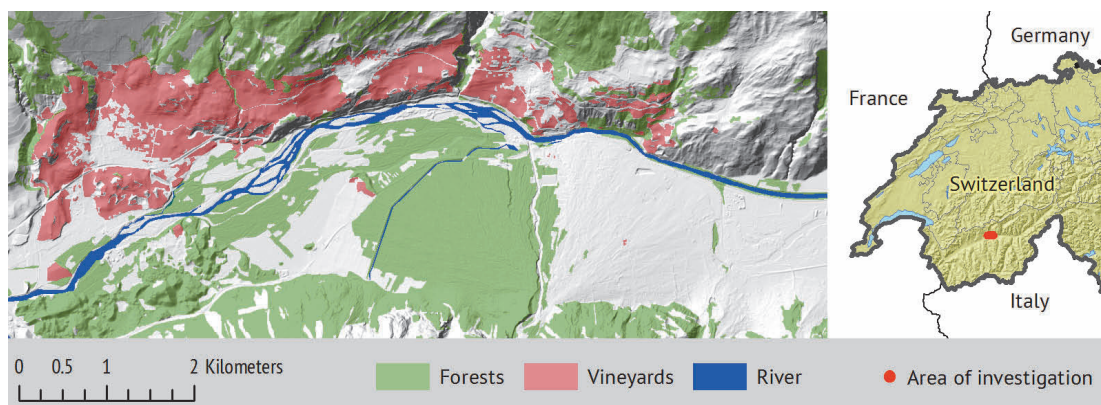 Germany
France
Switzerland
Italy
0 0.5 1 2 Kilometers
Forests
Vineyards
River
Area of investigation